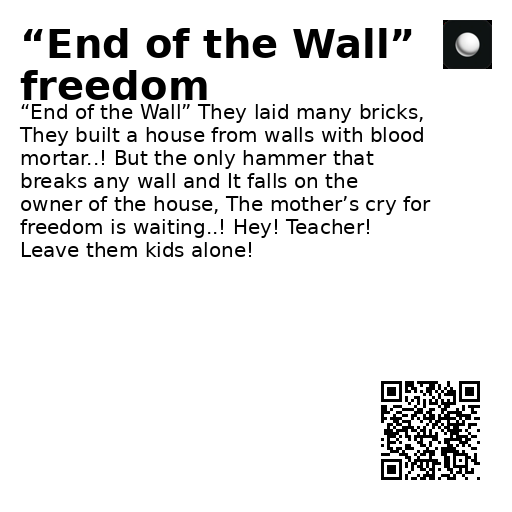 “End of the Wall”
freedom
“End of the Wall” They laid many bricks,
They built a house from walls with blood
mortar..! But the only hammer that
breaks any wall and It falls on the
owner of the house, The mother’s cry for
freedom is waiting..! Hey! Teacher!
Leave them kids alone!